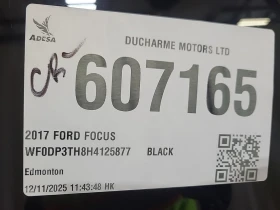 ADESA
DUCHARME MOTORS LTD
607165
2017 FORD FOCUS
WF0DP3TH8H4125877 BLACK
Edmonton
12/11/2025 11:43:48 HK